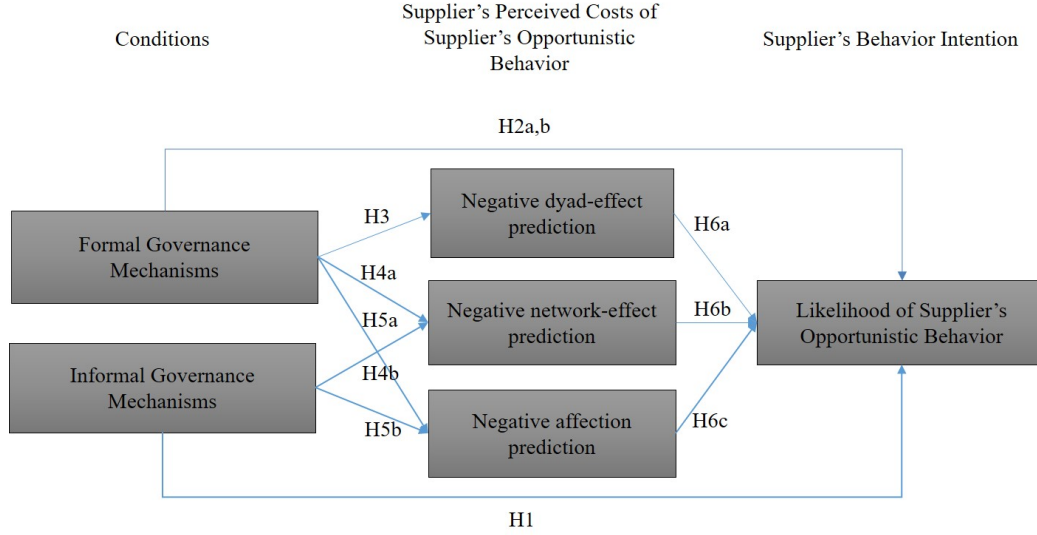 Conditions
Supplier’s Perceived Costs of
Supplier’s Opportunistic
Behavior
Supplier’s Behavior Intention
H2a,b
Formal Governance
Mechanisms
Informal Governance
Mechanisms
H3
H4a
H5a
H4b
H5b
Negative dyad-effect
prediction
Negative network-effect
prediction
Negative affection
prediction
H6a
H6b
H6c
Likelihood of Supplier’s
Opportunistic Behavior
H1